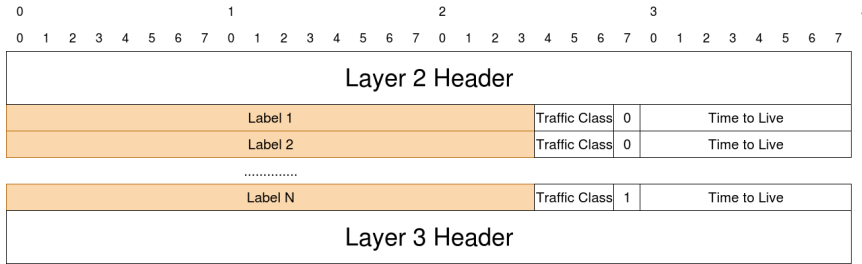 0 1 2 3
0 1 2 3 4 5 6 7 0 1 2 3 4 5 6 7 0 1 2 3 4 5 6 7 0 1 2 3 4 5 6 7
Layer 2 Header
Label 1 Traffic Class 0 Time to Live
Label 2 Traffic Class 0 Time to Live
..............
Label N Traffic Class 1 Time to Live
Layer 3 Header